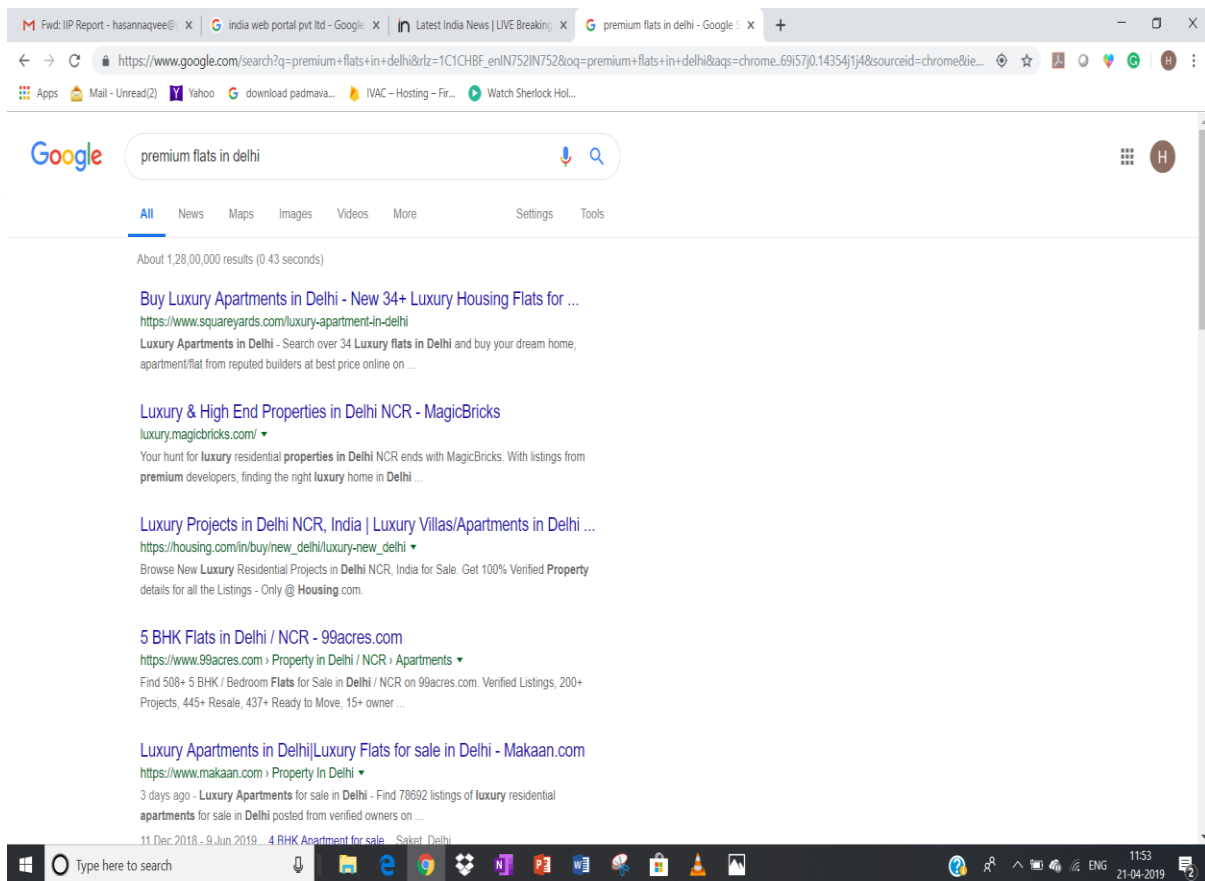 Fwd: IIP Report - hasannaqvee@g
india web portal pvt ltd - Google
Latest India News | LIVE Breaking
premium flats in delhi - Google S
https://www.google.com/search?q=premium+flats+in+delhi&rlz=1C1CHBF_enIN752IN752&oq=premium+flats+in+delhi&aqs=chrome..69i57j0.14354j1j4&sourceid=chrome&ie...
H
Apps
Mail - Unread(2)
Yahoo
download padmava...
IVAC – Hosting – Fir...
Watch Sherlock Hol...
Google
premium flats in delhi
H
All News Maps Images Videos More Settings Tools
About 1,28,00,000 results (0.43 seconds)
Buy Luxury Apartments in Delhi - New 34+ Luxury Housing Flats for ...
https://www.squareyards.com/luxury-apartment-in-delhi
Luxury Apartments in Delhi - Search over 34 Luxury flats in Delhi and buy your dream home,
apartment/flat from reputed builders at best price online on ...
Luxury & High End Properties in Delhi NCR - MagicBricks
luxury.magicbricks.com/
Your hunt for luxury residential properties in Delhi NCR ends with MagicBricks. With listings from
premium developers, finding the right luxury home in Delhi ...
Luxury Projects in Delhi NCR, India | Luxury Villas/Apartments in Delhi ...
https://housing.com/in/buy/new_delhi/luxury-new_delhi
Browse New Luxury Residential Projects in Delhi NCR, India for Sale. Get 100% Verified Property
details for all the Listings - Only @ Housing.com.
5 BHK Flats in Delhi / NCR - 99acres.com
https://www.99acres.com › Property in Delhi / NCR › Apartments
Find 508+ 5 BHK / Bedroom Flats for Sale in Delhi / NCR on 99acres.com. Verified Listings, 200+
Projects, 445+ Resale, 437+ Ready to Move, 15+ owner ...
Luxury Apartments in Delhi|Luxury Flats for sale in Delhi - Makaan.com
https://www.makaan.com › Property In Delhi
3 days ago - Luxury Apartments for sale in Delhi - Find 78692 listings of luxury residential
apartments for sale in Delhi posted from verified owners on ...
11 Dec 2018 - 9 Jun 2019 4 BHK Apartment for sale Saket, Delhi
Type here to search
ENG
11:53
21-04-2019
2